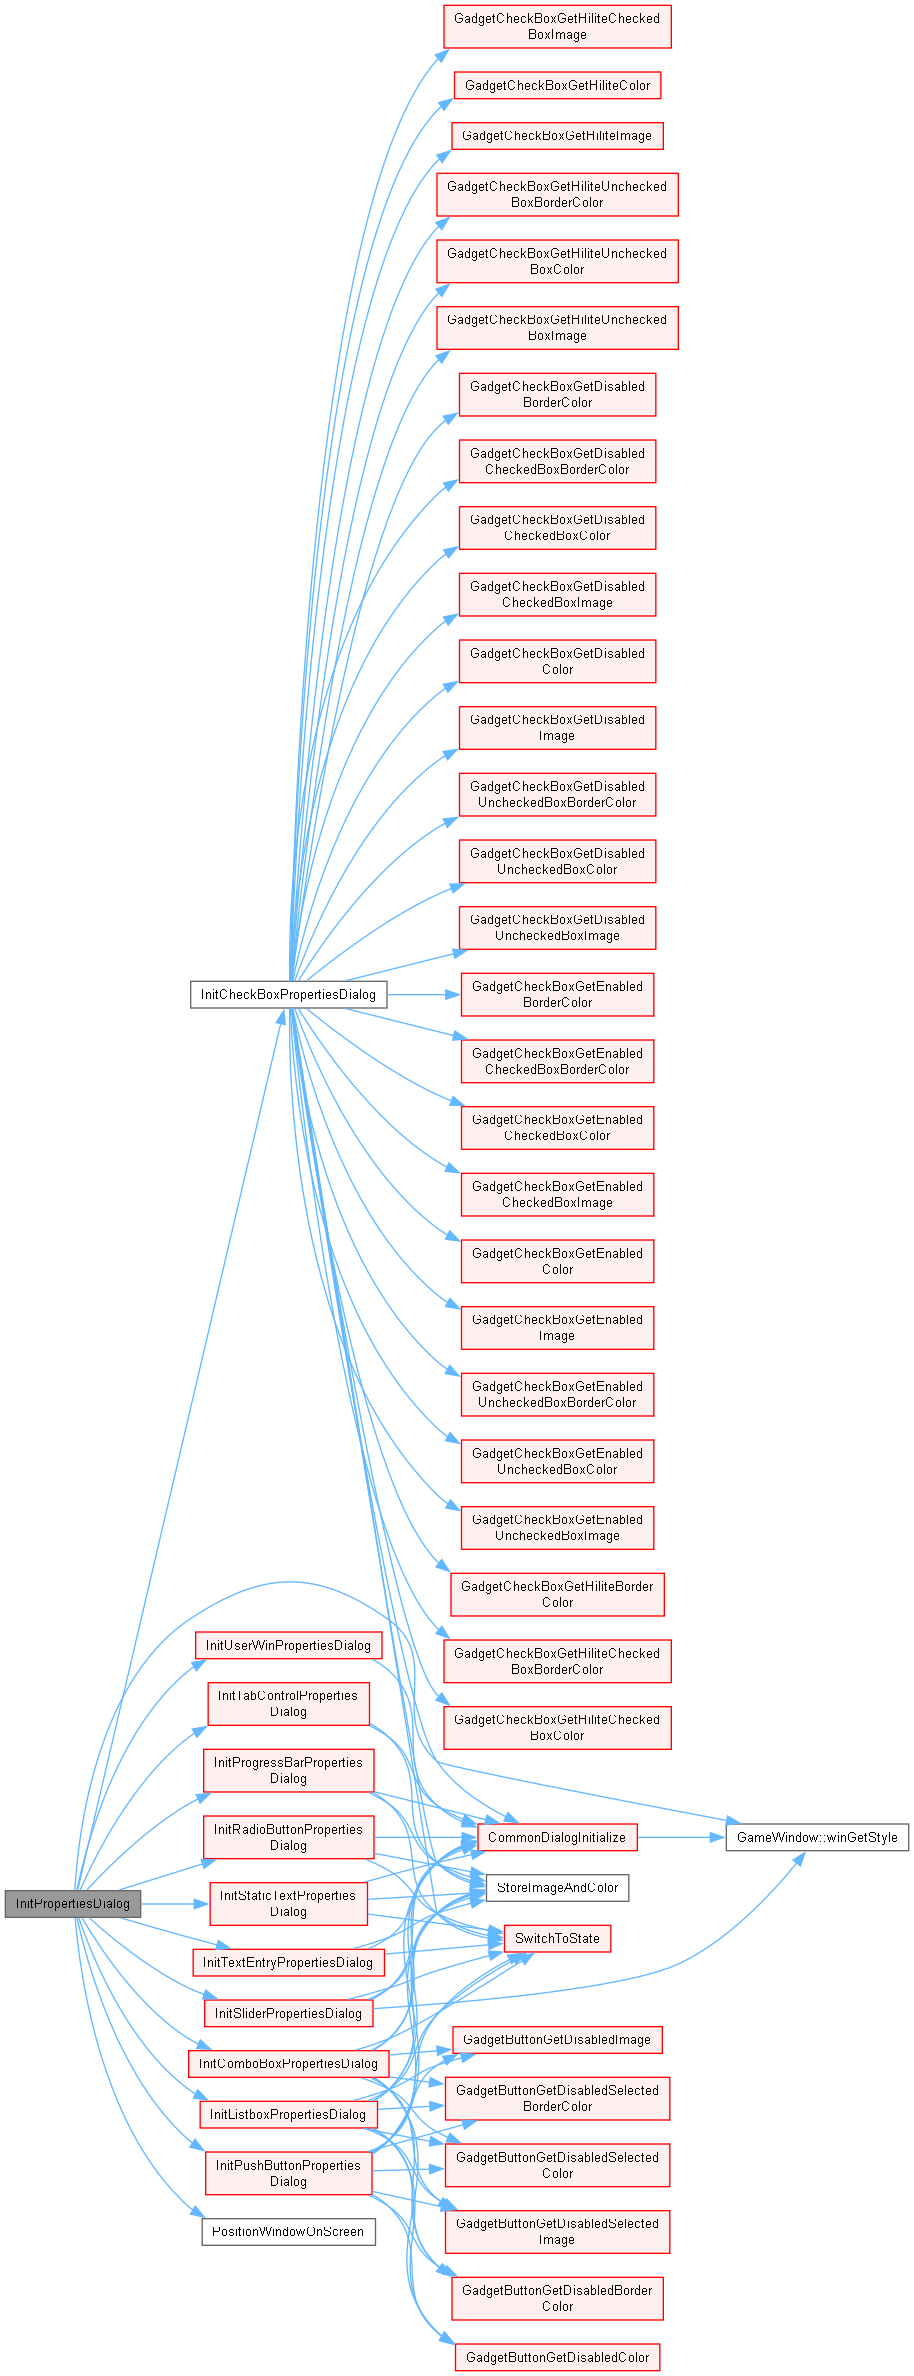 GadgetCheckBoxGetHiliteChecked
BoxImage
GadgetCheckBoxGetHiliteColor
GadgetCheckBoxGetHiliteImage
GadgetCheckBoxGetHiliteUnchecked
BoxBorderColor
GadgetCheckBoxGetHiliteUnchecked
BoxColor
GadgetCheckBoxGetHiliteUnchecked
BoxImage
GadgetCheckBoxGetDisabled
BorderColor
GadgetCheckBoxGetDisabled
CheckedBoxBorderColor
GadgetCheckBoxGetDisabled
CheckedBoxColor
GadgetCheckBoxGetDisabled
CheckedBoxImage
GadgetCheckBoxGetDisabled
Color
GadgetCheckBoxGetDisabled
Image
GadgetCheckBoxGetDisabled
UncheckedBoxBorderColor
GadgetCheckBoxGetDisabled
UncheckedBoxColor
GadgetCheckBoxGetDisabled
UncheckedBoxImage
InitCheckBoxPropertiesDialog
GadgetCheckBoxGetEnabled
BorderColor
GadgetCheckBoxGetEnabled
CheckedBoxBorderColor
GadgetCheckBoxGetEnabled
CheckedBoxColor
GadgetCheckBoxGetEnabled
CheckedBoxImage
GadgetCheckBoxGetEnabled
Color
GadgetCheckBoxGetEnabled
Image
GadgetCheckBoxGetEnabled
UncheckedBoxBorderColor
GadgetCheckBoxGetEnabled
UncheckedBoxColor
GadgetCheckBoxGetEnabled
UncheckedBoxImage
GadgetCheckBoxGetHiliteBorder
Color
GadgetCheckBoxGetHiliteChecked
BoxBorderColor
GadgetCheckBoxGetHiliteChecked
BoxColor
InitUserWinPropertiesDialog
InitTabControlProperties
Dialog
InitProgressBarProperties
Dialog
InitRadioButtonProperties
Dialog
CommonDialogInitialize
GameWindow::winGetStyle
InitPropertiesDialog
InitStaticTextProperties
Dialog
StoreImageAndColor
SwitchToState
InitTextEntryPropertiesDialog
InitSliderPropertiesDialog
InitComboBoxPropertiesDialog
InitListboxPropertiesDialog
InitPushButtonProperties
Dialog
PositionWindowOnScreen
GadgetButtonGetDisabledImage
GadgetButtonGetDisabledSelected
BorderColor
GadgetButtonGetDisabledSelected
Color
GadgetButtonGetDisabledSelected
Image
GadgetButtonGetDisabledBorder
Color
GadgetButtonGetDisabledColor